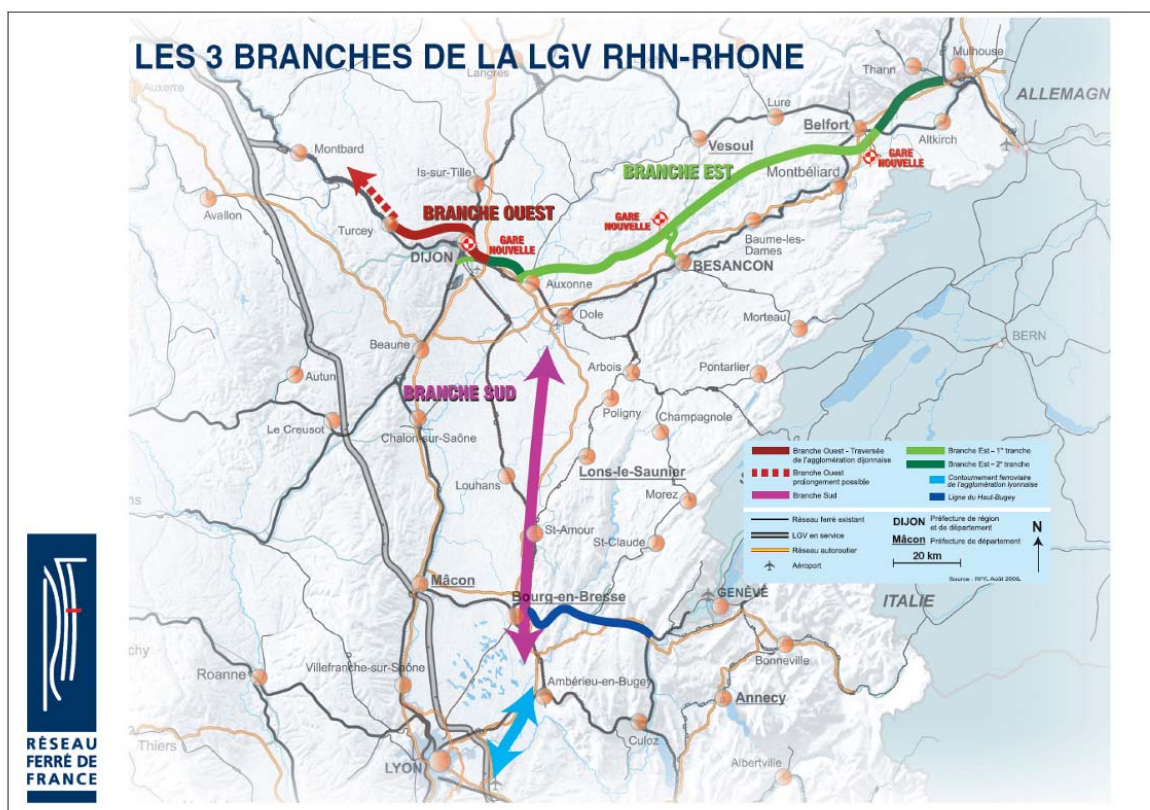 LES 3 BRANCHES DE LA LGV RHIN-RHONE
Mulhouse
Thann
ALLEMAGN
Langres
Auxerre
Lure
Belfort
Altkirch
Vesoul
GARE
NOUVELLE
Montbard
Is-sur-Tille
BRANCHE EST
Montbéliard
Avallon
BRANCHE OUEST
GARE
NOUVELLE
Turcey
GARE
NOUVELLE
Baume-les-
Dames
DIJON
BESANCON
Auxonne
Dole
Morteau
BERN
Beaune
Autun
Arbois
Pontarlier
BRANCHE SUD
Poligny
Champagnole
Le Creusot
Chalon-sur-Saône
Lons-le-Saunier
Louhans
Morez
St-Amour
St-Claude
Mâcon
Bourg-en-Bresse
GENÈVE
ITALIE
Bonneville
Roanne
Villefranche-sur-Saône
Ambérieu-en-Bugey
Annecy
Culoz
Thiers
LYON
Albertville
Branche Ouest - Traversée
de l'agglomération dijonnaise
Branche Ouest
prolongement possible
Branche Sud
Branche Est - 1e tranche
Branche Est - 2e tranche
Contournement ferroviaire
de l'agglomération lyonnaise
Ligne du Haut-Bugey
Réseau ferré existant
LGV en service
Réseau autoroutier
Aéroport
DIJON Préfecture de région
et de département
Mâcon Préfecture de département
20 km
N
RÉSEAU
FERRÉ DE
FRANCE